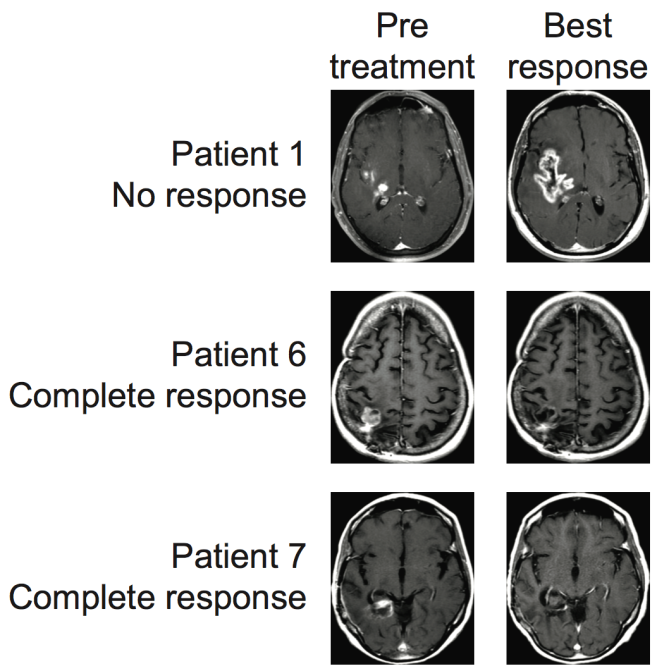 Pre
treatment
Best
response
Patient 1
No response
Patient 6
Complete response
Patient 7
Complete response